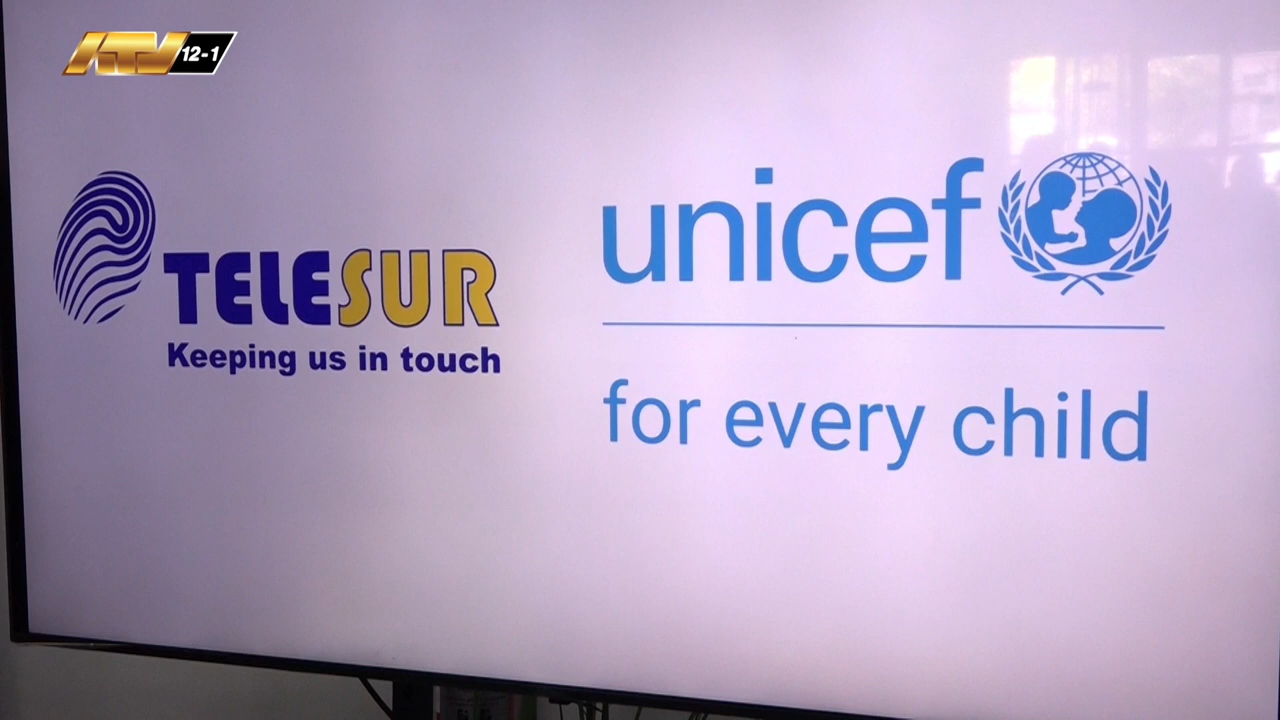 ATV 12-1
TELESUR
Keeping us in touch
unicef
for every child